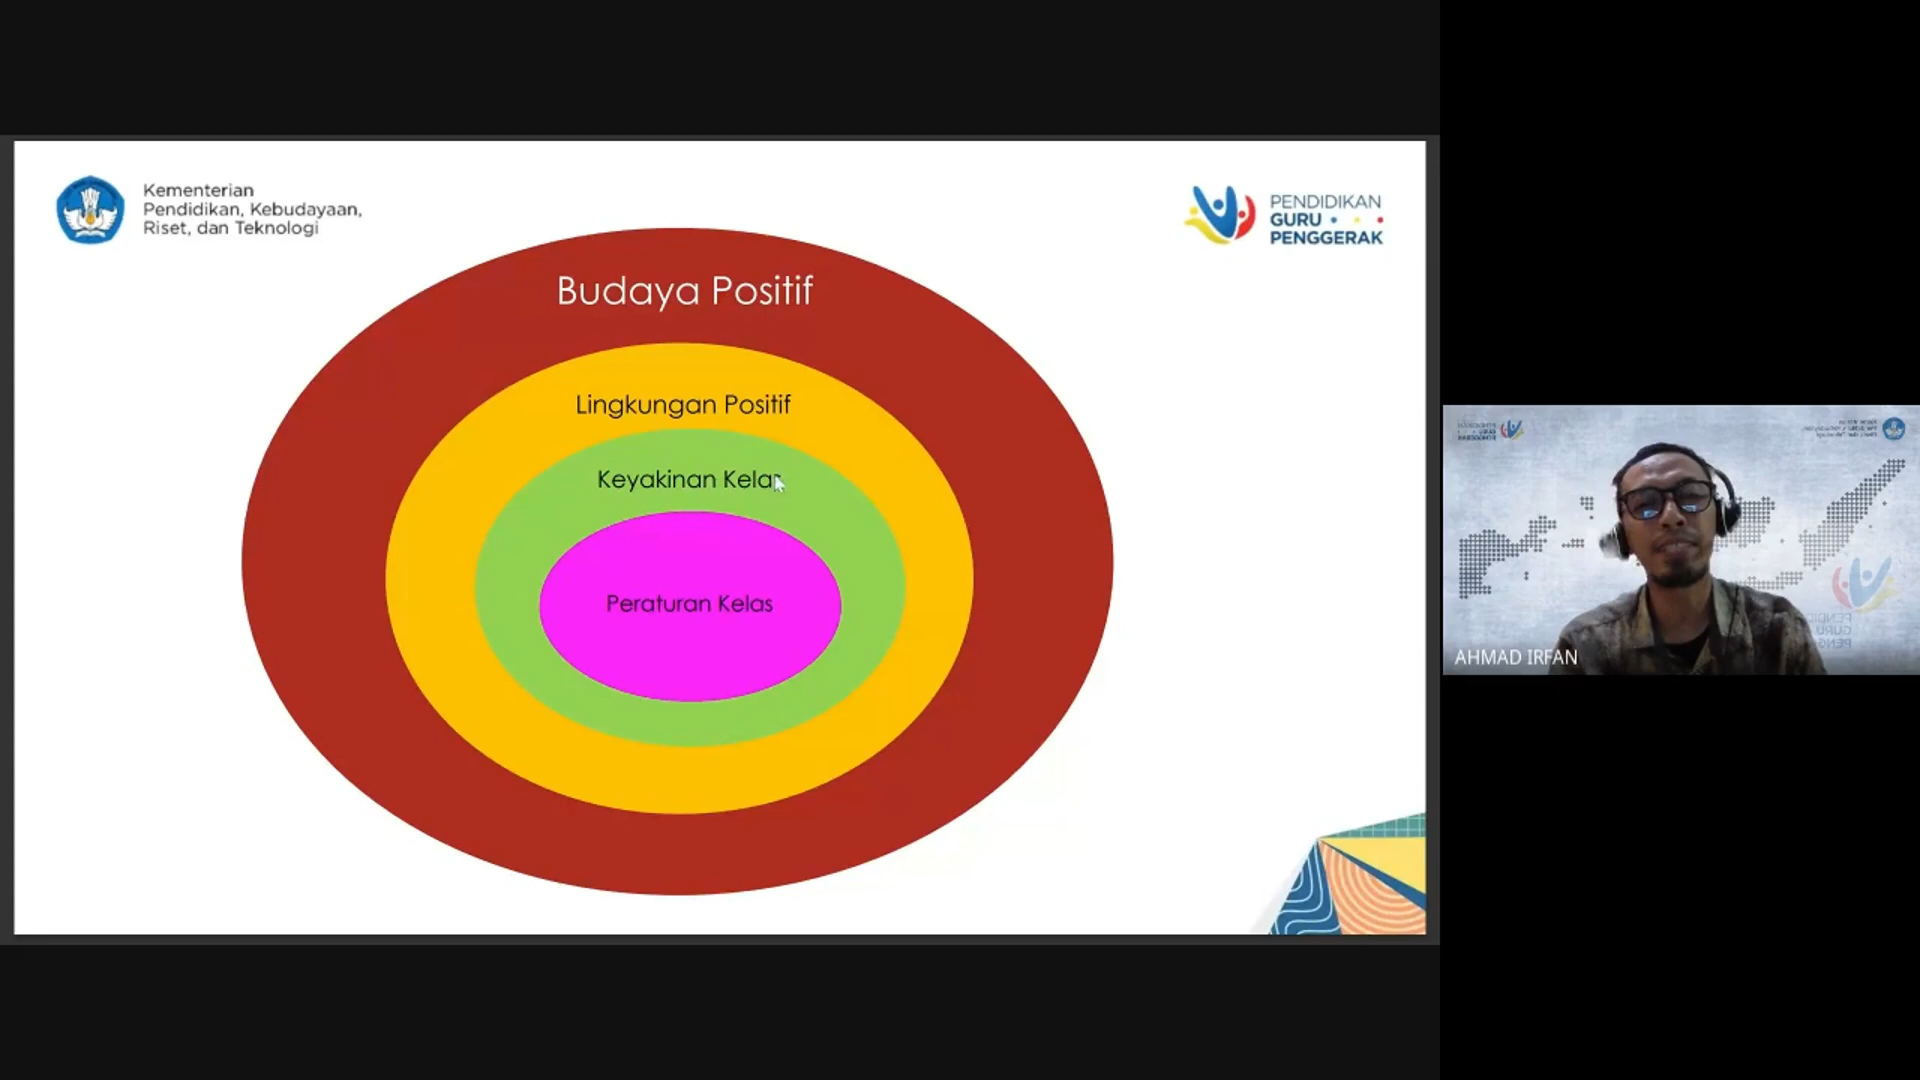 Kementerian
Pendidikan, Kebudayaan,
Riset, dan Teknologi
PENDIDIKAN
GURU
PENGGERAK
Budaya Positif
Lingkungan Positif
Keyakinan Kelas
Peraturan Kelas
AHMAD IRFAN